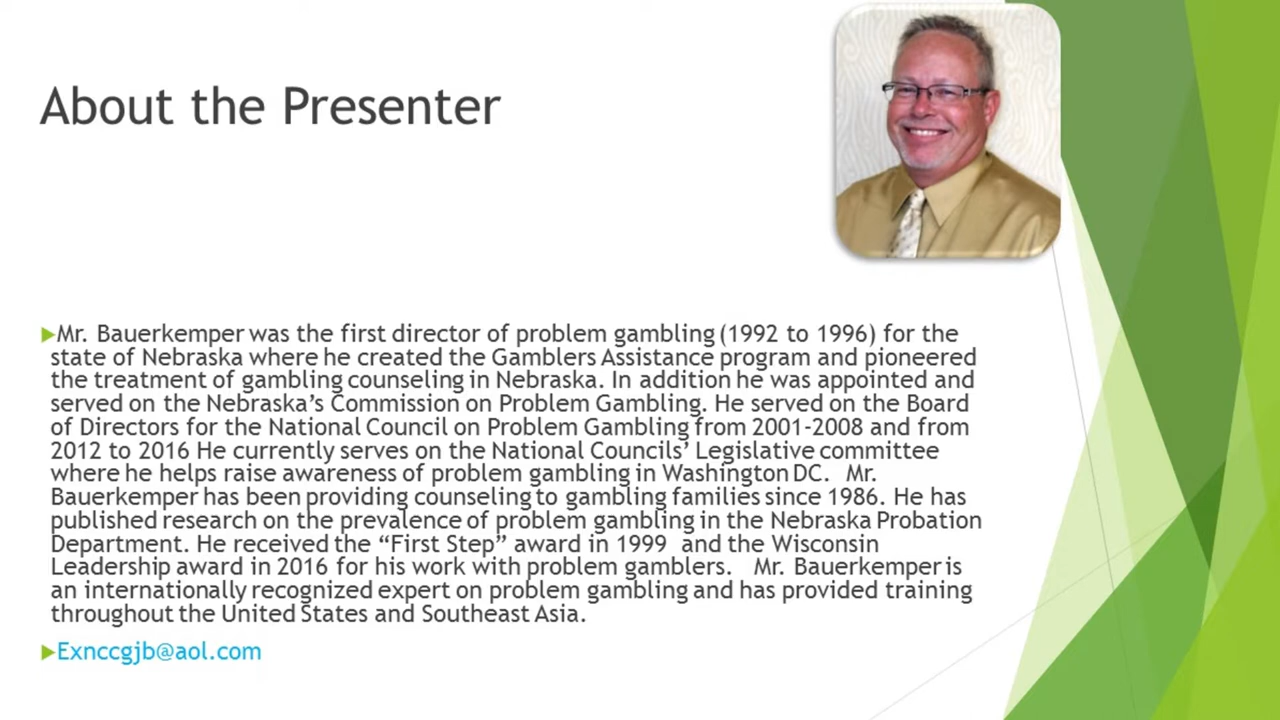 About the Presenter
Mr. Bauerkemper was the first director of problem gambling (1992 to 1996) for the
state of Nebraska where he created the Gamblers Assistance program and pioneered
the treatment of gambling counseling in Nebraska. In addition he was appointed and
served on the Nebraska's Commission on Problem Gambling. He served on the Board
of Directors for the National Council on Problem Gambling from 2001-2008 and from
2012 to 2016 He currently serves on the National Councils' Legislative committee
where he helps raise awareness of problem gambling in Washington DC. Mr.
Bauerkemper has been providing counseling to gambling families since 1986. He has
published research on the prevalence of problem gambling in the Nebraska Probation
Department. He received the “First Step” award in 1999 and the Wisconsin
Leadership award in 2016 for his work with problem gamblers. Mr. Bauerkemper is
an internationally recognized expert on problem gambling and has provided training
throughout the United States and Southeast Asia.
Exnccgjb@aol.com